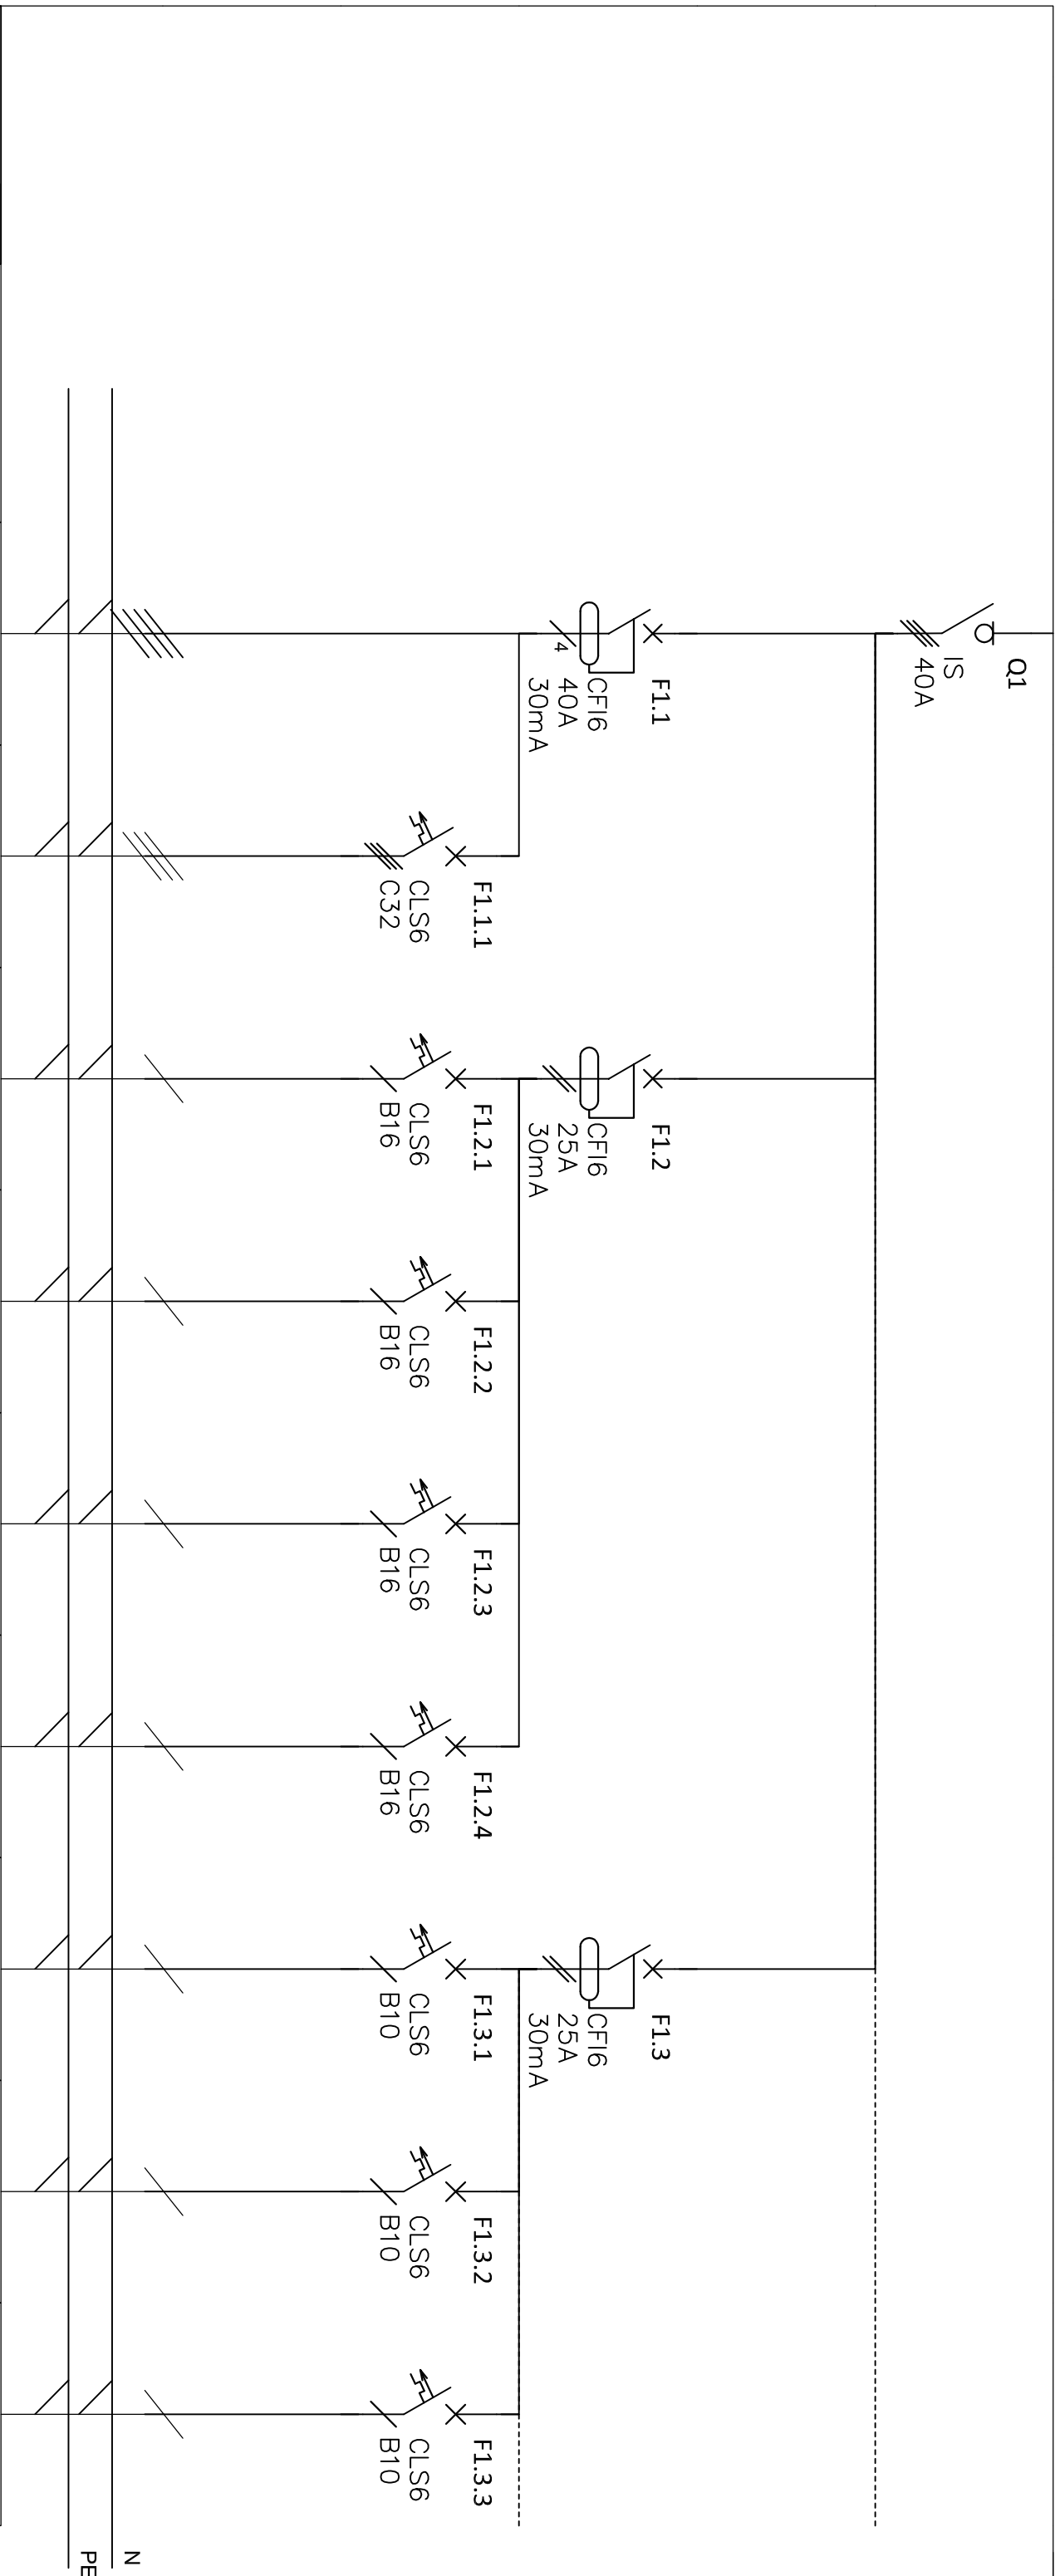 Q1
IS
40A
F1.1
CFI6
40A
30mA
4
F1.2
CFI6
25A
30mA
F1.3
CFI6
25A
30mA
F1.1.1
CLS6
C32
F1.2.1
CLS6
B16
F1.2.2
CLS6
B16
F1.2.3
CLS6
B16
F1.2.4
CLS6
B16
F1.3.1
CLS6
B10
F1.3.2
CLS6
B10
F1.3.3
CLS6
B10
N
PE